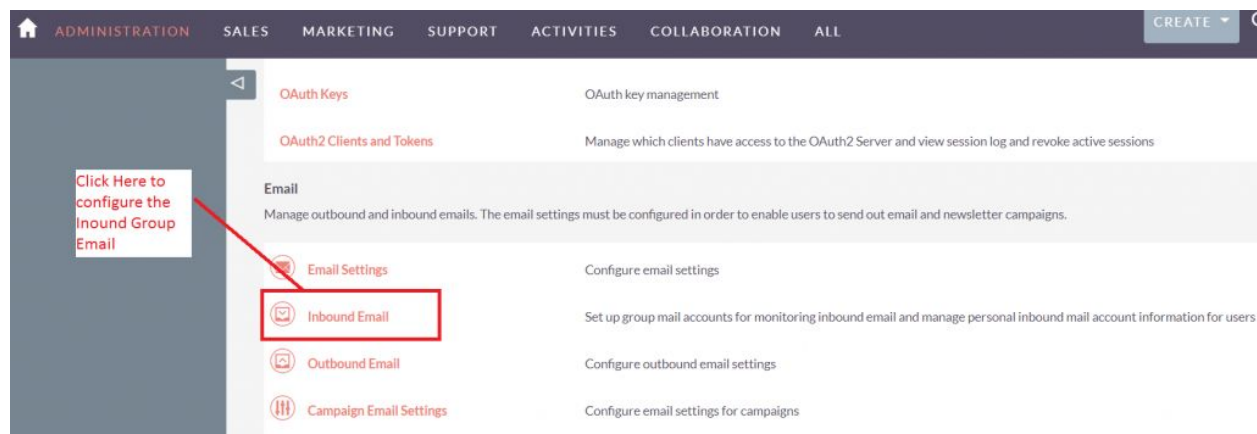 ADMINISTRATION SALES MARKETING SUPPORT ACTIVITIES COLLABORATION ALL CREATE
OAuth Keys OAuth key management
OAuth2 Clients and Tokens Manage which clients have access to the OAuth2 Server and view session log and revoke active sessions
Click Here to
configure the
Inound Group
Email
Email
Manage outbound and inbound emails. The email settings must be configured in order to enable users to send out email and newsletter campaigns.
Email Settings Configure email settings
Inbound Email Set up group mail accounts for monitoring inbound email and manage personal inbound mail account information for users
Outbound Email Configure outbound email settings
Campaign Email Settings Configure email settings for campaigns